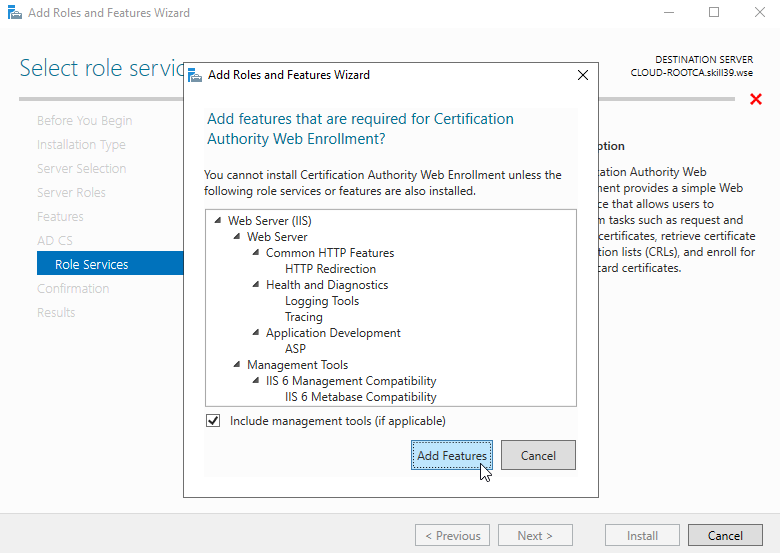 Add Roles and Features Wizard
Select role servic
DESTINATION SERVER
CLOUD-ROOTCA.skill39.wse
Before You Begin
Installation Type
Server Selection
Server Roles
Features
AD CS
Role Services
Confirmation
Results
Add Roles and Features Wizard
Add features that are required for Certification
Authority Web Enrollment?
You cannot install Certification Authority Web Enrollment unless the
following role services or features are also installed.
Web Server (IIS)
Web Server
Common HTTP Features
HTTP Redirection
Health and Diagnostics
Logging Tools
Tracing
Application Development
ASP
Management Tools
IIS 6 Management Compatibility
IIS 6 Metabase Compatibility
Include management tools (if applicable)
Add Features
Cancel
ption
cation Authority Web
ment provides a simple Web
ce that allows users to
m tasks such as request and
certificates, retrieve certificate
tion lists (CRLs), and enroll for
card certificates.
< Previous
Next >
Install
Cancel